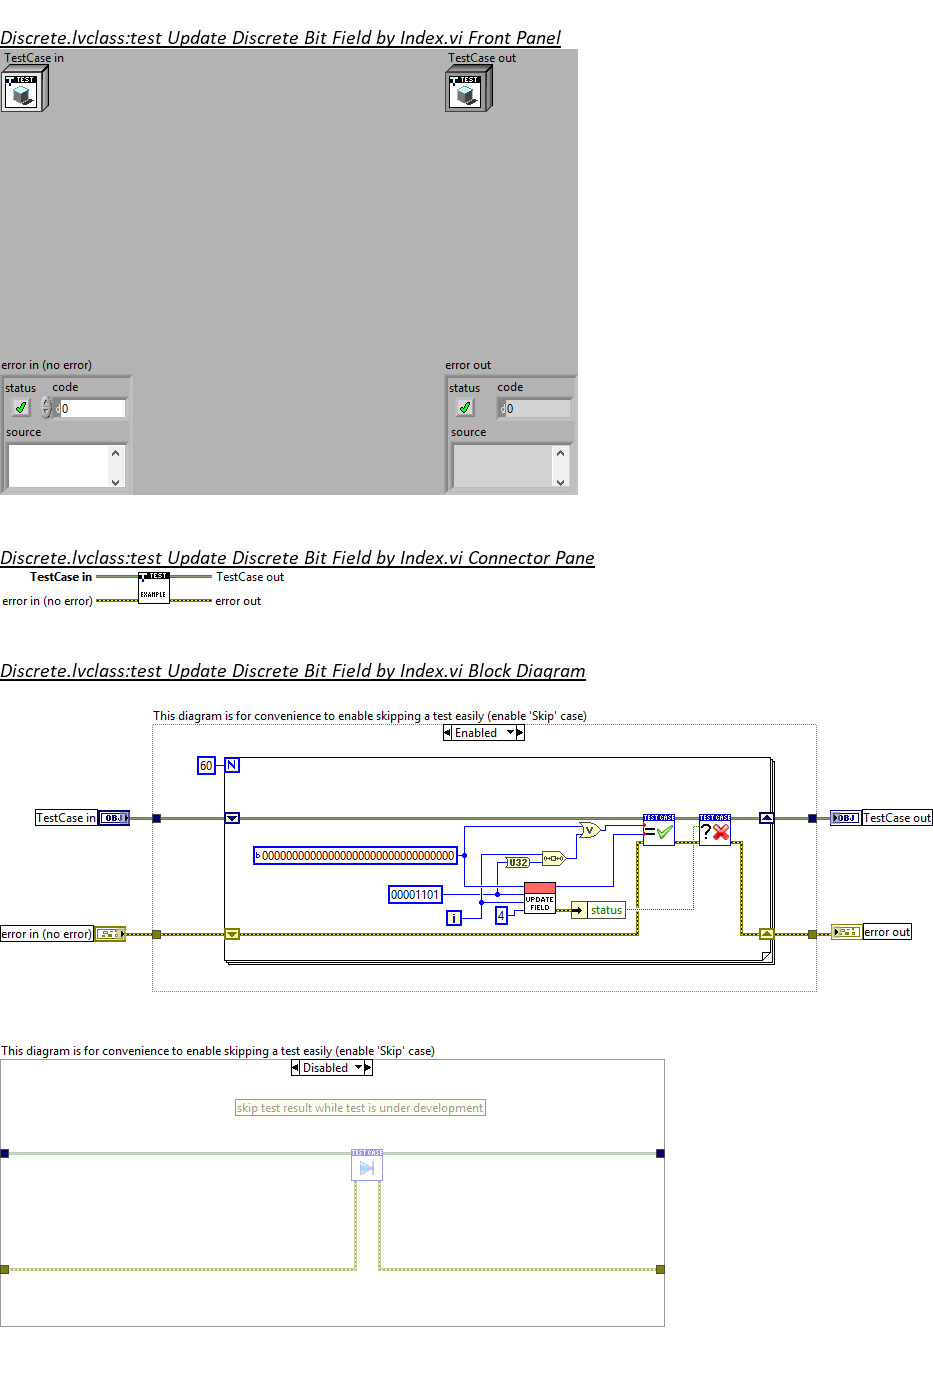 Discrete.lvclass:test Update Discrete Bit Field by Index.vi Front Panel
TestCase in
TestCase out
TEST
TEST
error in (no error)
error out
status code
status code
d0
d0
source
source
Discrete.lvclass:test Update Discrete Bit Field by Index.vi Connector Pane
TestCase in
TEST
EXAMPLE
TestCase out
error in (no error)
error out
Discrete.lvclass:test Update Discrete Bit Field by Index.vi Block Diagram
This diagram is for convenience to enable skipping a test easily (enable 'Skip' case)
Enabled
60 N
TestCase in OBJ
TEST CASE
TEST CASE
=
?
OBJ TestCase out
V
b 00000000000000000000000000000000
U32
00001101
UPDATE
FIELD
i
4
status
error in (no error)
error out
This diagram is for convenience to enable skipping a test easily (enable 'Skip' case)
Disabled
skip test result while test is under development
TEST CASE